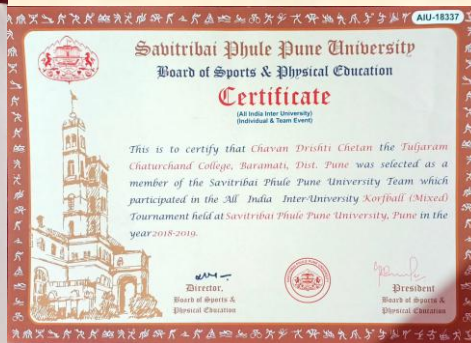 AIU-18337
Savitribai Phule Pune University
Board of Sports & Physical Education
Certificate
(All India Inter University)
(Individual & Team Event)
This is to certify that Chavan Drishti Chetan the Tuljaram
Chaturchand College, Baramati, Dist. Pune was selected as a
member of the Savitribai Phule Pune University Team which
participated in the All India Inter-University Korfball (Mixed)
Tournament held at Savitribai Phule Pune University, Pune in the
year 2018-2019.
Director,
Board of Sports &
Physical Education
President
Board of Sports &
Physical Education